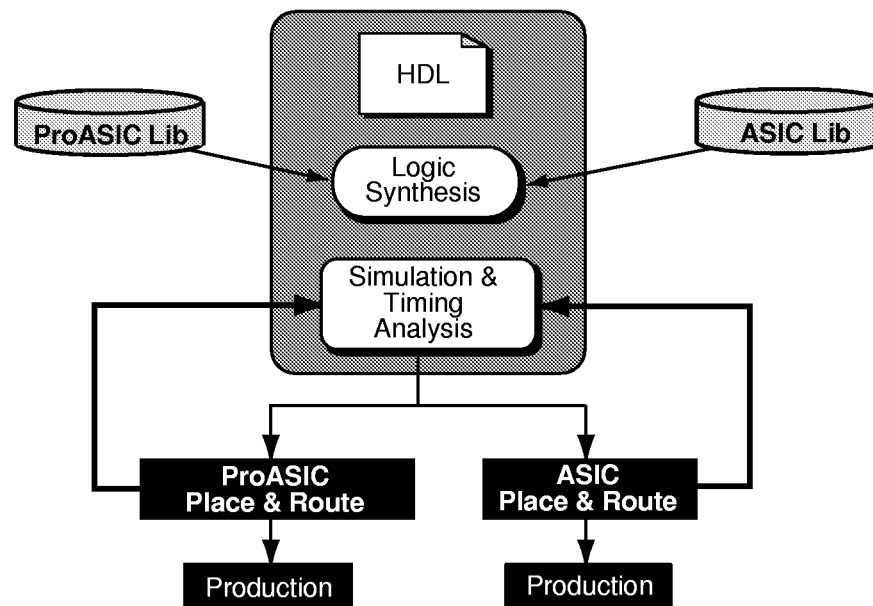 HDL
ProASIC Lib
ASIC Lib
Logic
Synthesis
Simulation &
Timing
Analysis
ProASIC
Place & Route
ASIC
Place & Route
Production
Production